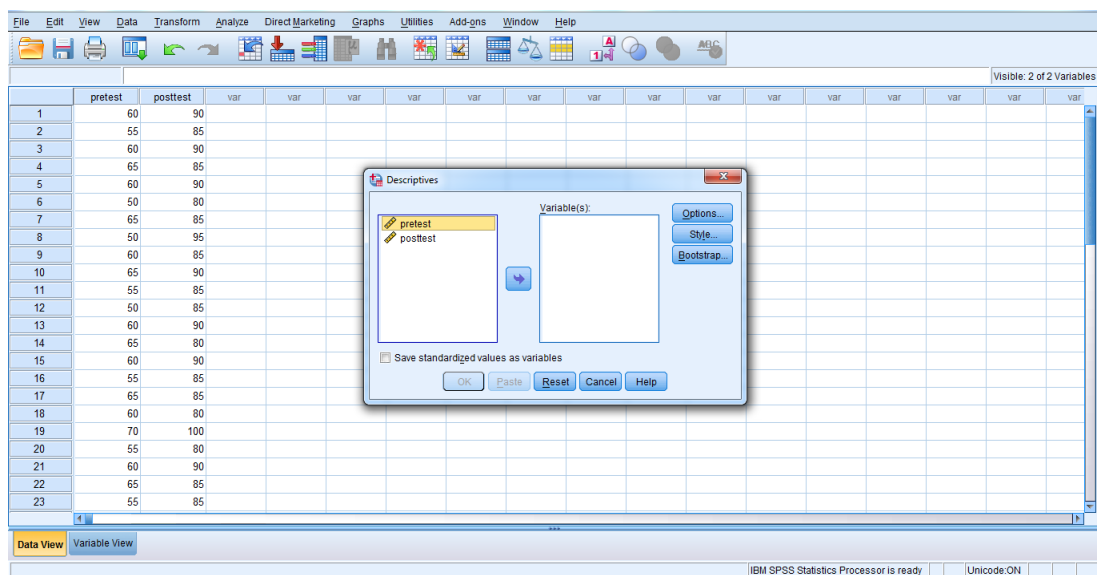 File Edit View Data Transform Analyze Direct Marketing Graphs Utilities Add-ons Window Help
Visible: 2 of 2 Variables
pretest posttest var var var var var var var var var var var var var var var
1 60 90
2 55 85
3 60 90
4 65 85
5 60 90
6 50 80
7 65 85
8 50 95
9 60 85
10 65 90
11 55 85
12 50 85
13 60 90
14 65 80
15 60 90
16 55 85
17 65 85
18 60 80
19 70 100
20 55 80
21 60 90
22 65 85
23 55 85
Descriptives
Variable(s):
pretest
posttest
Options...
Style...
Bootstrap...
Save standardized values as variables
OK Paste Reset Cancel Help
Data View Variable View
IBM SPSS Statistics Processor is ready Unicode:ON